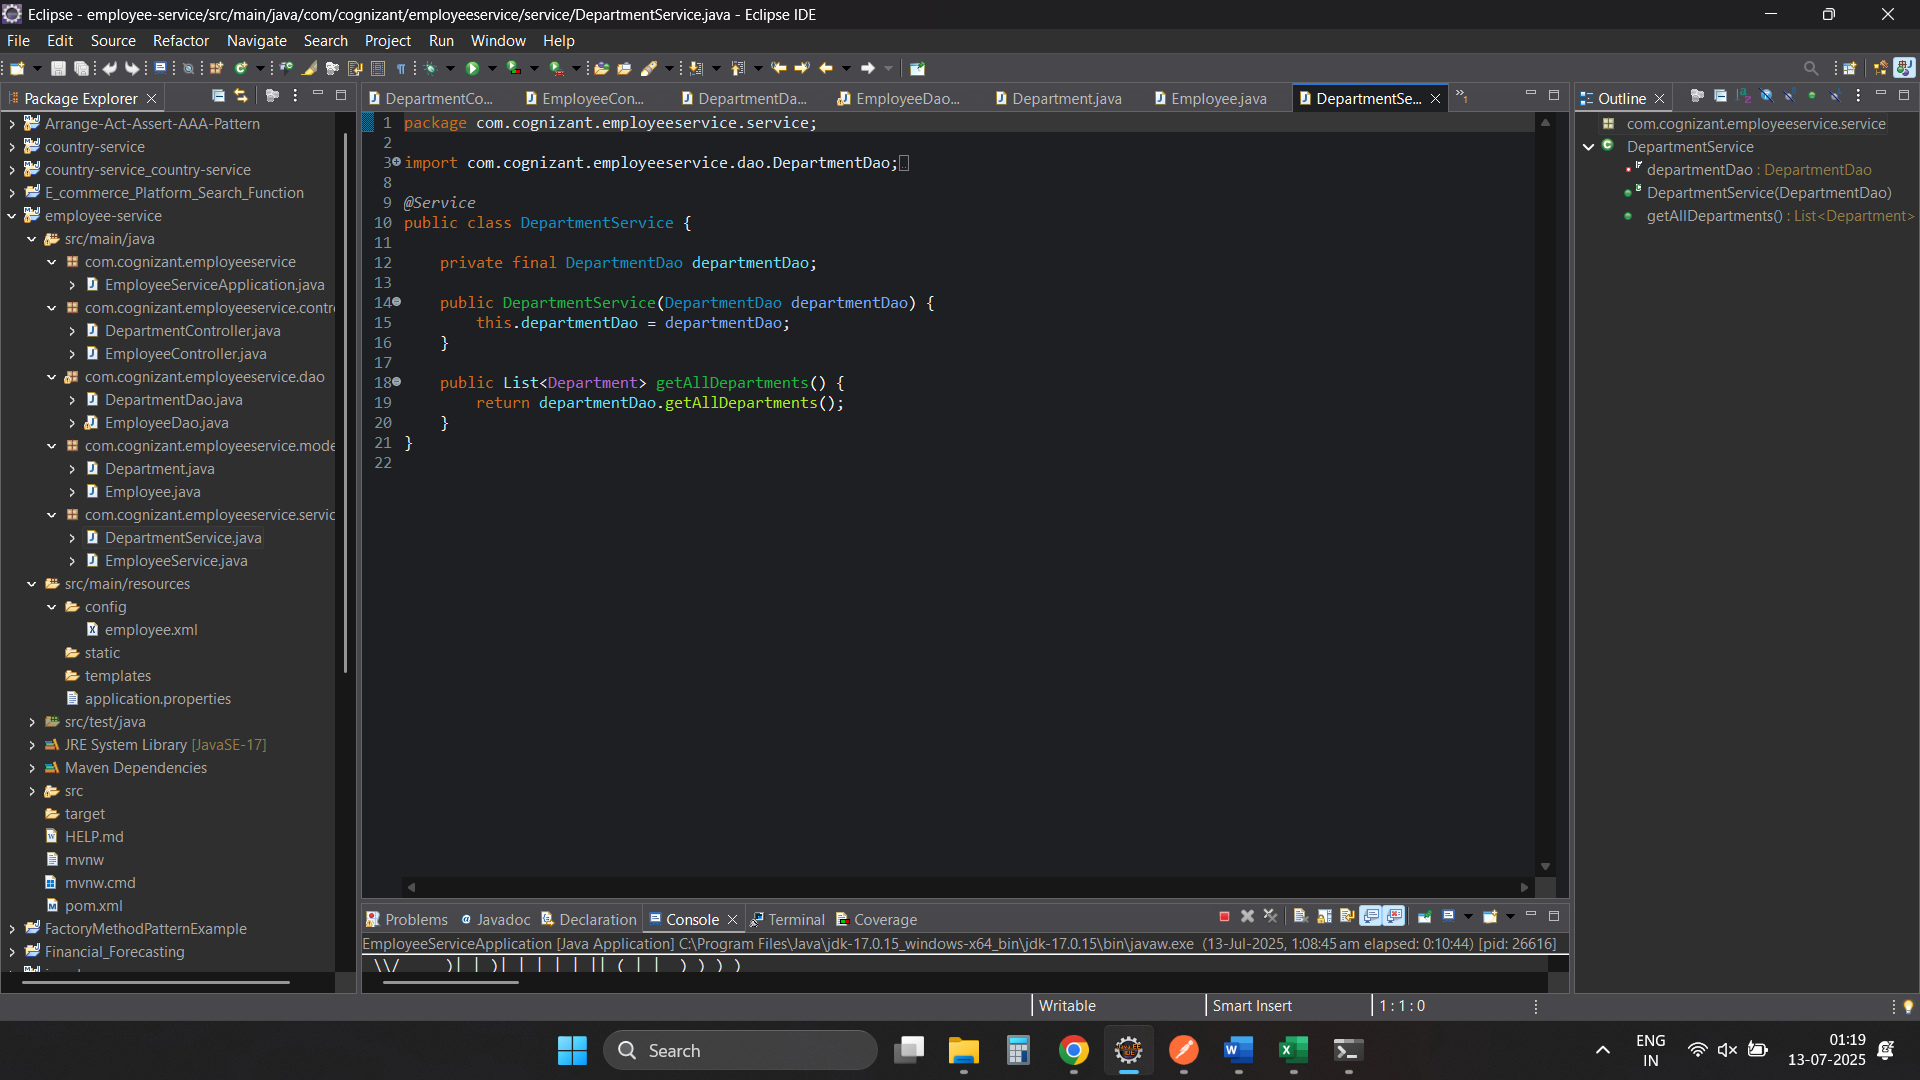 Eclipse - employee-service/src/main/java/com/cognizant/employeeservice/service/DepartmentService.java - Eclipse IDE
File Edit Source Refactor Navigate Search Project Run Window Help
Package Explorer
Arrange-Act-Assert-AAA-Pattern
country-service
country-service_country-service
E_commerce_Platform_Search_Function
employee-service
src/main/java
com.cognizant.employeeservice
EmployeeServiceApplication.java
com.cognizant.employeeservice.contr
DepartmentController.java
EmployeeController.java
com.cognizant.employeeservice.dao
DepartmentDao.java
EmployeeDao.java
com.cognizant.employeeservice.mode
Department.java
Employee.java
com.cognizant.employeeservice.servic
DepartmentService.java
EmployeeService.java
src/main/resources
config
employee.xml
static
templates
application.properties
src/test/java
JRE System Library [JavaSE-17]
Maven Dependencies
src
target
HELP.md
mvnw
mvnw.cmd
pom.xml
FactoryMethodPatternExample
Financial_Forecasting
DepartmentCo... EmployeeCon... DepartmentDa... EmployeeDao... Department.java Employee.java DepartmentSe... »1
1 package com.cognizant.employeeservice.service;
2
3 import com.cognizant.employeeservice.dao.DepartmentDao;
8
9 @Service
10 public class DepartmentService {
11
12 private final DepartmentDao departmentDao;
13
14 public DepartmentService(DepartmentDao departmentDao) {
15 this.departmentDao = departmentDao;
16 }
17
18 public List<Department> getAllDepartments() {
19 return departmentDao.getAllDepartments();
20 }
21 }
22
Outline
com.cognizant.employeeservice.service
DepartmentService
departmentDao : DepartmentDao
DepartmentService(DepartmentDao)
getAllDepartments() : List<Department>
Problems Javadoc Declaration Console Terminal Coverage
EmployeeServiceApplication [Java Application] C:\Program Files\Java\jdk-17.0.15_windows-x64_bin\jdk-17.0.15\bin\javaw.exe (13-Jul-2025, 1:08:45 am elapsed: 0:10:44) [pid: 26616]
\\/ ___)| |_)| | | | | || (_| | ) ) ) )
Writable Smart Insert 1 : 1 : 0
Search
ENG
IN
01:19
13-07-2025